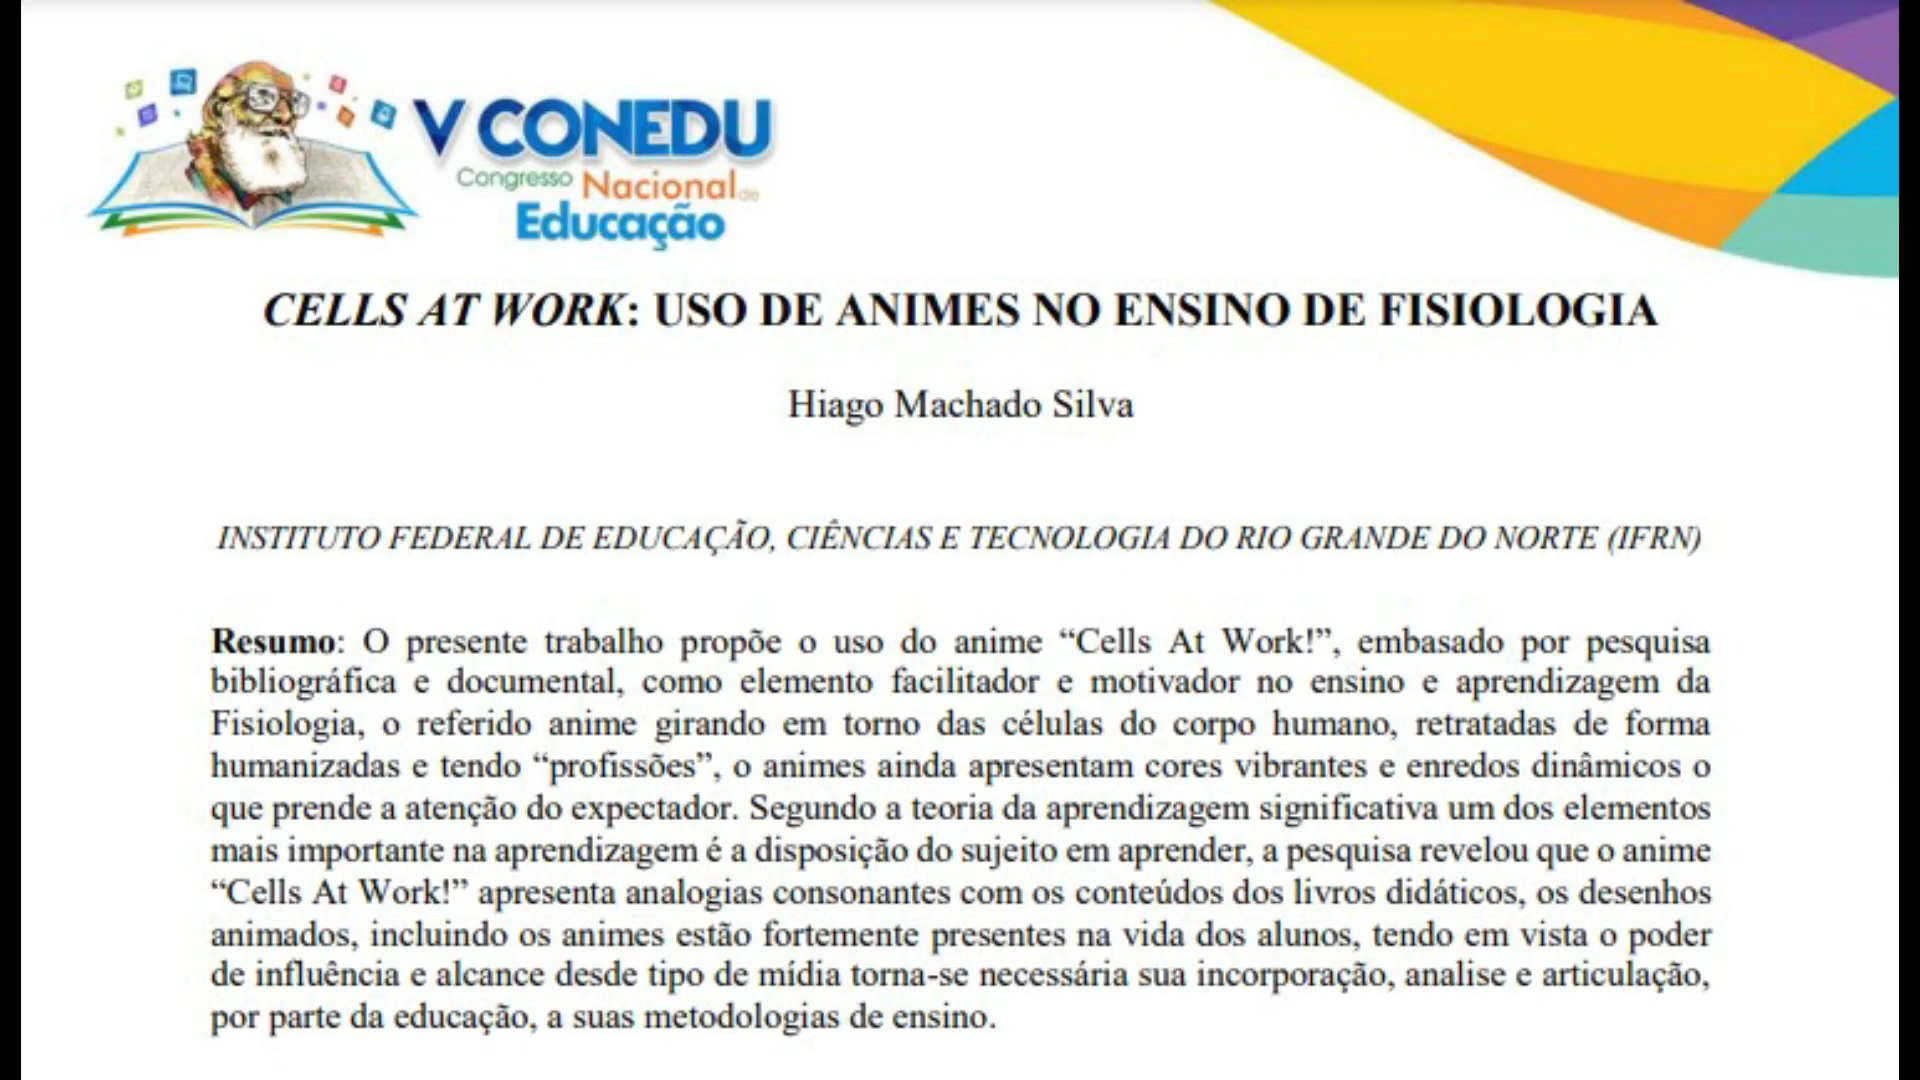 V CONEDU
Congresso Nacional de
Educação
CELLS AT WORK: USO DE ANIMES NO ENSINO DE FISIOLOGIA
Hiago Machado Silva
INSTITUTO FEDERAL DE EDUCAÇÃO, CIÊNCIAS E TECNOLOGIA DO RIO GRANDE DO NORTE (IFRN)
Resumo: O presente trabalho propõe o uso do anime “Cells At Work!”, embasado por pesquisa
bibliográfica e documental, como elemento facilitador e motivador no ensino e aprendizagem da
Fisiologia, o referido anime girando em torno das células do corpo humano, retratadas de forma
humanizadas e tendo “profissões”, o animes ainda apresentam cores vibrantes e enredos dinâmicos o
que prende a atenção do expectador. Segundo a teoria da aprendizagem significativa um dos elementos
mais importante na aprendizagem é a disposição do sujeito em aprender, a pesquisa revelou que o anime
“Cells At Work!” apresenta analogias consonantes com os conteúdos dos livros didáticos, os desenhos
animados, incluindo os animes estão fortemente presentes na vida dos alunos, tendo em vista o poder
de influência e alcance desde tipo de mídia torna-se necessária sua incorporação, analise e articulação,
por parte da educação, a suas metodologias de ensino.